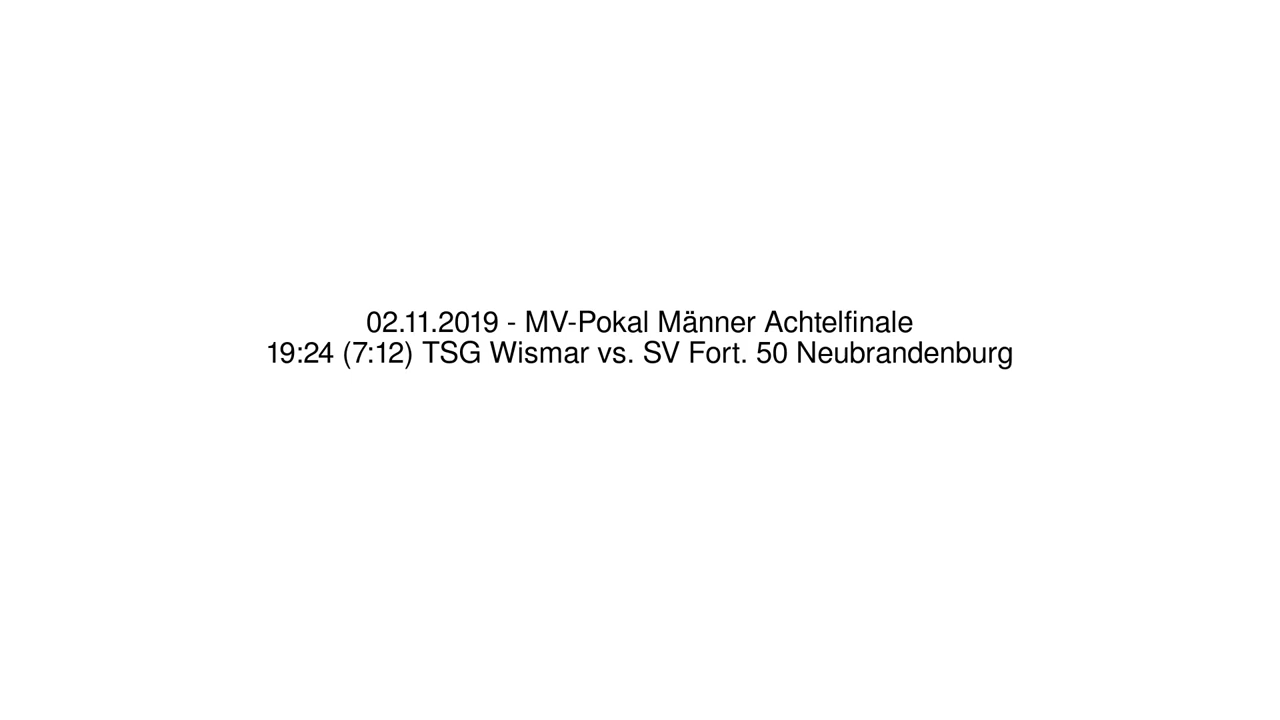 02.11.2019 - MV-Pokal Männer Achtelfinale
19:24 (7:12) TSG Wismar vs. SV Fort. 50 Neubrandenburg